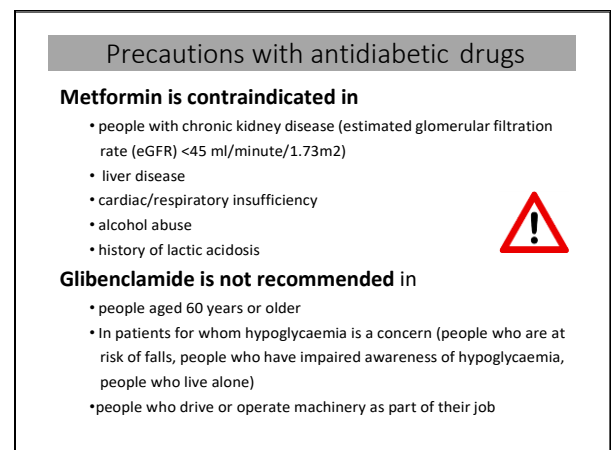 Precautions with antidiabetic drugs
Metformin is contraindicated in
• people with chronic kidney disease (estimated glomerular filtration
rate (eGFR) <45 ml/minute/1.73m2)
• liver disease
• cardiac/respiratory insufficiency
• alcohol abuse
• history of lactic acidosis
Glibenclamide is not recommended in
• people aged 60 years or older
• In patients for whom hypoglycaemia is a concern (people who are at
risk of falls, people who have impaired awareness of hypoglycaemia,
people who live alone)
•people who drive or operate machinery as part of their job